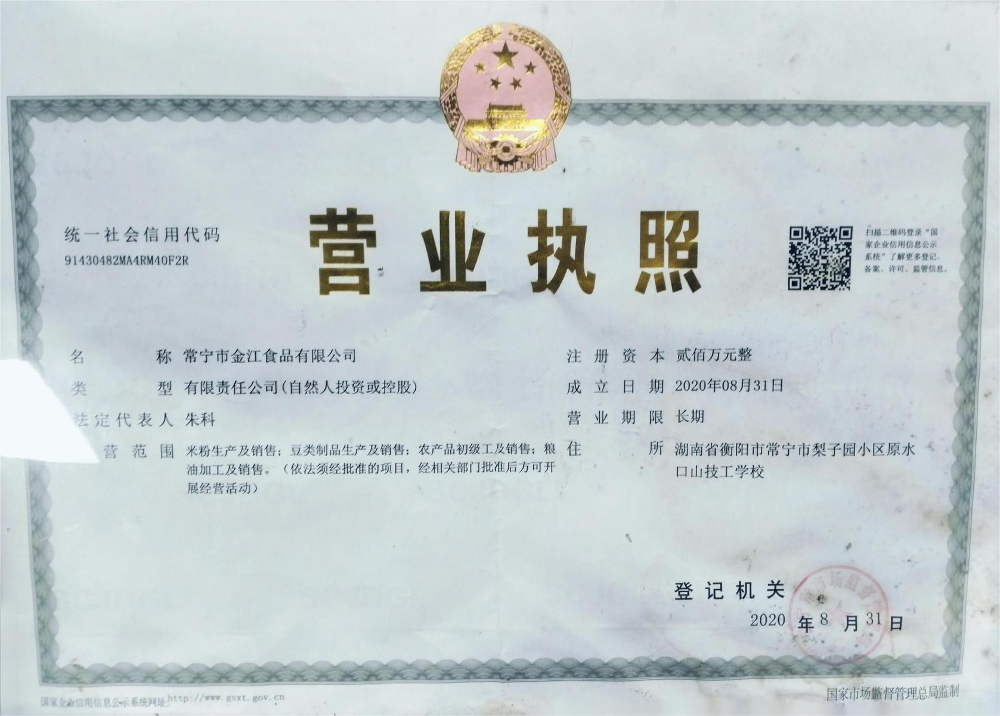 营业执照
统一社会信用代码
91430482MA4RM40F2R
扫描二维码登录“国
家企业信用信息公示
系统”了解更多登记、
备案、许可、监管信息。
名称 常宁市金江食品有限公司
类型 有限责任公司(自然人投资或控股)
法定代表人 朱科
营范围 米粉生产及销售；豆类制品生产及销售；农产品初级工及销售；粮
油加工及销售。（依法须经批准的项目，经相关部门批准后方可开
展经营活动）
注册资本 贰佰万元整
成立日期 2020年08月31日
营业期限 长期
住所 湖南省衡阳市常宁市梨子园小区原水
口山技工学校
登记机关
2020 年 8 月 31 日
国家企业信用信息公示系统网址:http://www.gsxt.gov.cn
国家市场监督管理总局监制